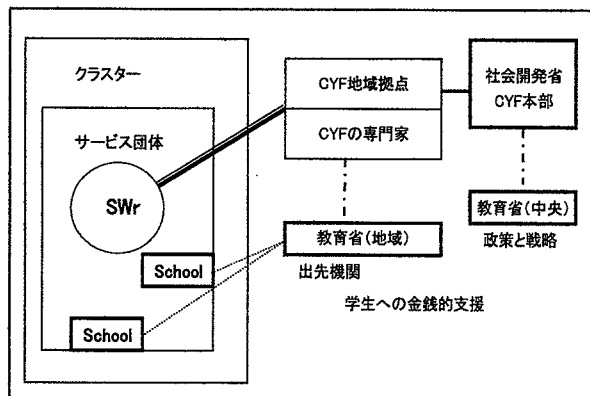 クラスター
サービス団体
SWr
School
School
CYF地域拠点
CYFの専門家
教育省(地域)
出先機関
学生への金銭的支援
社会開発省
CYF本部
教育省(中央)
政策と戦略